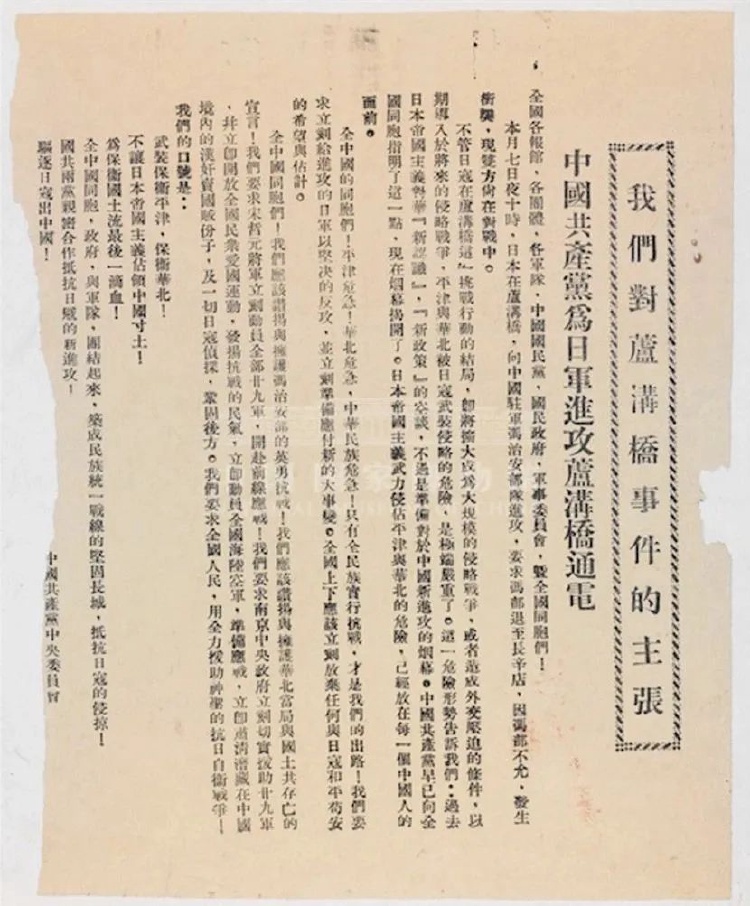 我們對蘆溝橋事件的主張
中國共產黨為日軍進攻蘆溝橋通電
全國各報館、各團體、各軍隊、中國國民黨、國民政府、軍事委員會、暨全國同胞們！
本月七日夜十時、日本在蘆溝橋、向中國駐軍馮治安部隊進攻、要求馮部退至長辛店、因馮部不允、發生
衝襲、現雙方尚在對戰中。
不管日寇在蘆溝橋這一挑戰行動的結局、即將擴大成為大規模的侵略戰爭、或者造成外交壓迫的條件、以
期導入於將來的侵略戰爭、平津與華北被日寇武裝侵略的危險、是極端嚴重了。這一危險形勢告訴我們：過去
日本帝國主義對華『新認識』、『新政策』的空談、不過是準備對於中國新進攻的烟幕。中國共產黨早已向全
國同胞指明了這一點、現在烟幕揭開了。日本帝國主義武力侵佔平津與華北的危險、已經放在每一個中國人的
面前。
全中國的同胞們！平津危急！華北危急、中華民族危急！只有全民族實行抗戰、才是我們的出路！我們要
求立刻給進攻的日軍以堅决的反攻、並立刻準備應付新的大事變。全國上下應該立刻放棄任何與日寇和平苟安
的希望與估計。
全中國同胞們！我們應該讚揚與擁護馮治安部的英勇抗戰！我們應該讚揚與擁護華北當局與國土共存亡的
宣言！我們要求宋哲元將軍立刻動員全部廿九軍、開赴前線應戰！我們要求南京中央政府立刻切實援助廿九軍
、并立即開放全國民衆愛國運動、發揚抗戰的民氣、立即動員全國海陸空軍、準備應戰、立即肅清潛藏在中國
境內的漢奸賣國賊份子、及一切日寇偵探、鞏固後方。我們要求全國人民、用全力援助神聖的抗日自衛戰爭！
我們的口號是：
武裝保衛平津、保衛華北！
不讓日本帝國主義佔領中國寸土！
為保衛國土流最後一滴血！
全中國同胞、政府、與軍隊、團結起來、築成民族統一戰線的堅固長城、抵抗日寇的侵掠！
國共兩黨親密合作抵抗日賊的新進攻！
驅逐日寇出中國！
中國共產黨中央委員會